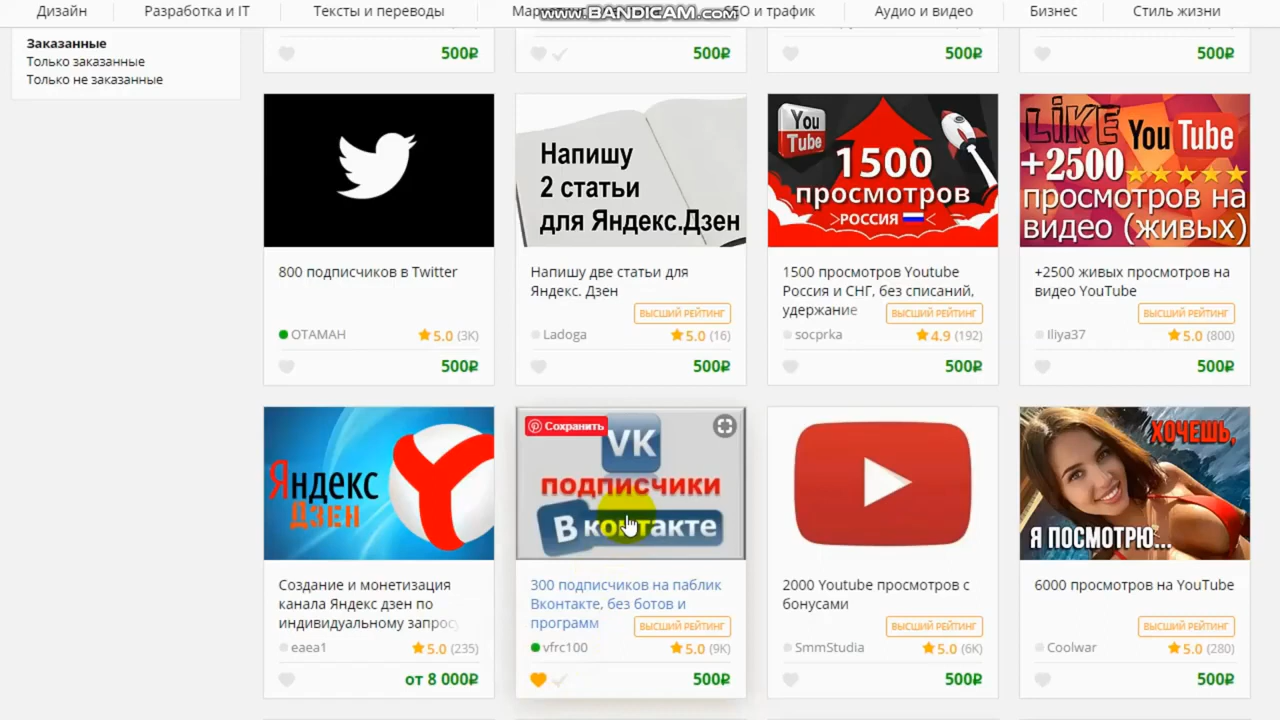 Дизайн
Разработка и IT
Тексты и переводы
www.BANDICAM.com
SEO и трафик
Аудио и видео
Бизнес
Стиль жизни
Заказанные
Только заказанные
Только не заказанные
500₽
500₽
500₽
500₽
800 подписчиков в Twitter
OTAMAH
5.0 (3K)
500₽
Напишу
2 статьи
для Яндекс.Дзен
Напишу две статьи для
Яндекс. Дзен
ВЫСШИЙ РЕЙТИНГ
Ladoga
5.0 (16)
500₽
You
Tube
1500
просмотров
>РОССИЯ <
1500 просмотров Youtube
Россия и СНГ, без списаний,
удержание
ВЫСШИЙ РЕЙТИНГ
socprka
4.9 (192)
500₽
LiKE YouTube
+2500
просмотров на
видео (живых)
+2500 живых просмотров на
видео YouTube
ВЫСШИЙ РЕЙТИНГ
Iliya37
5.0 (800)
500₽
Яндекс
ДЗЕН
Создание и монетизация
канала Яндекс дзен по
индивидуальному запросу
eaea1
5.0 (235)
от 8 000₽
Сохранить
VK
подписчики
В контакте
300 подписчиков на паблик
Вконтакте, без ботов и
программ
ВЫСШИЙ РЕЙТИНГ
vfrc100
5.0 (9K)
500₽
2000 Youtube просмотров с
бонусами
ВЫСШИЙ РЕЙТИНГ
SmmStudia
5.0 (6K)
500₽
ХОЧЕШЬ,
Я ПОСМОТРЮ...
6000 просмотров на YouTube
ВЫСШИЙ РЕЙТИНГ
Coolwar
5.0 (280)
500₽